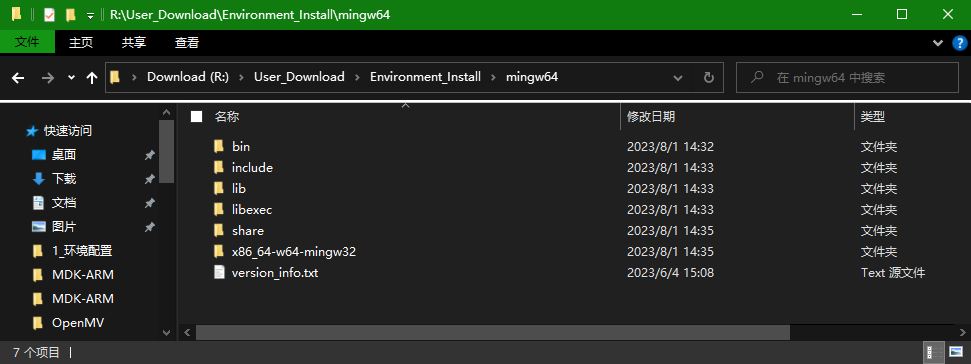 R:\User_Download\Environment_Install\mingw64
文件 主页 共享 查看
Download (R:) User_Download Environment_Install mingw64 在 mingw64 中搜索
快速访问
桌面
下载
文档
图片
1_环境配置
MDK-ARM
MDK-ARM
OpenMV
名称 修改日期 类型
bin 2023/8/1 14:32 文件夹
include 2023/8/1 14:33 文件夹
lib 2023/8/1 14:33 文件夹
libexec 2023/8/1 14:33 文件夹
share 2023/8/1 14:35 文件夹
x86_64-w64-mingw32 2023/8/1 14:35 文件夹
version_info.txt 2023/6/4 15:08 Text 源文件
7 个项目